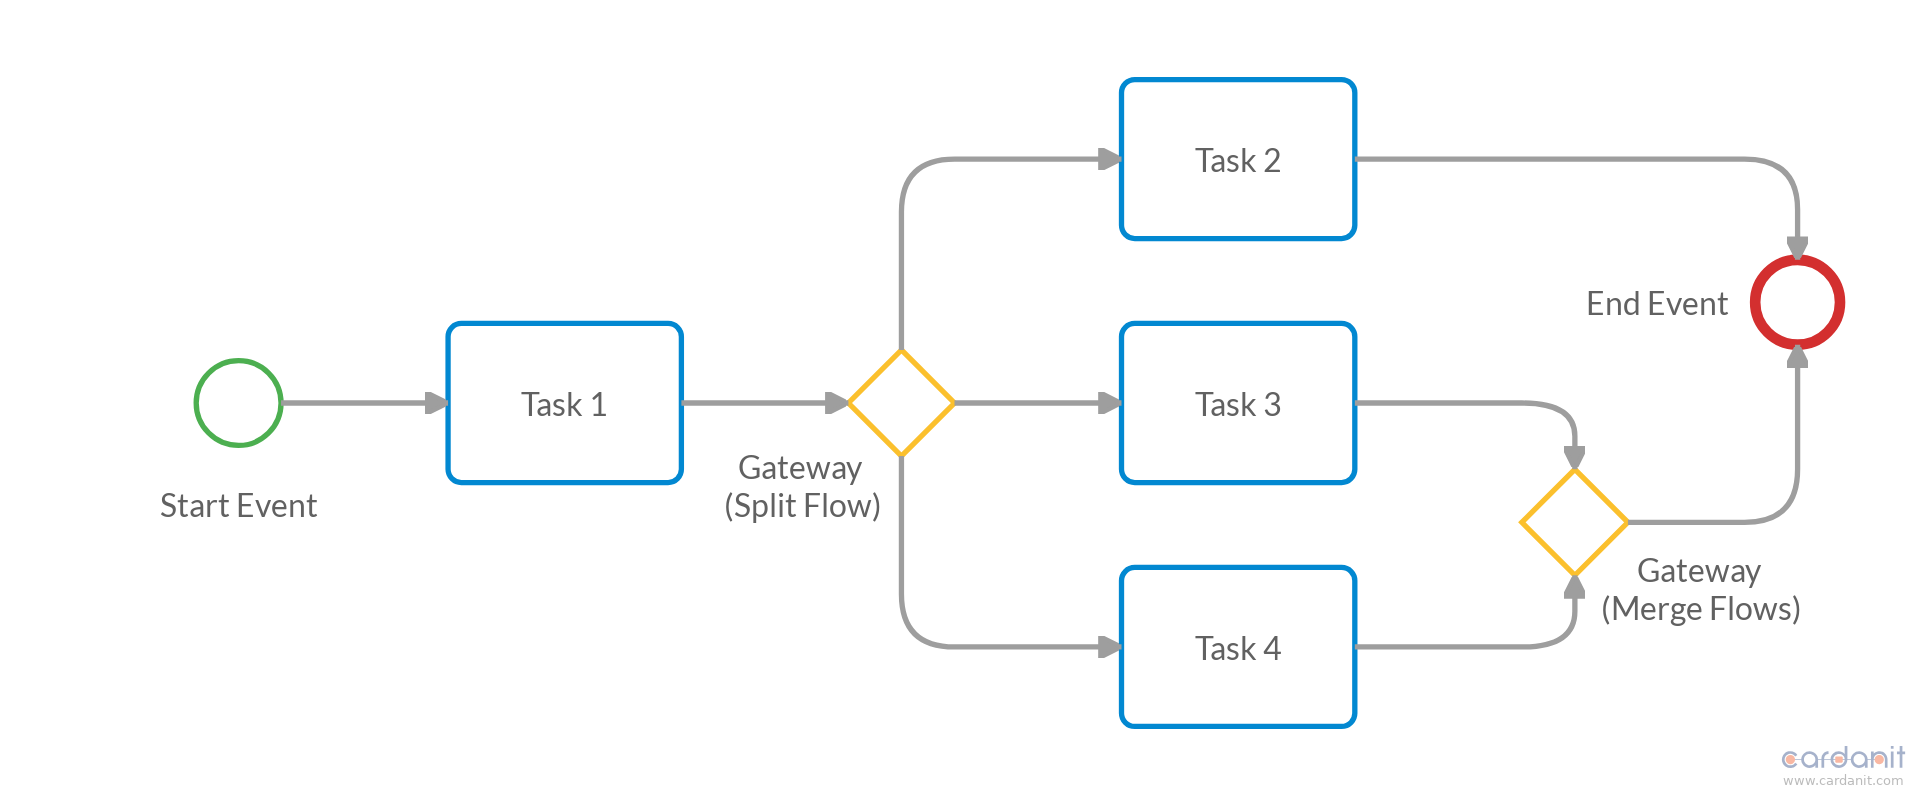 Task 2
End Event
Task 1
Task 3
Gateway
(Split Flow)
Start Event
Gateway
(Merge Flows)
Task 4
cardanit
www.cardanit.com